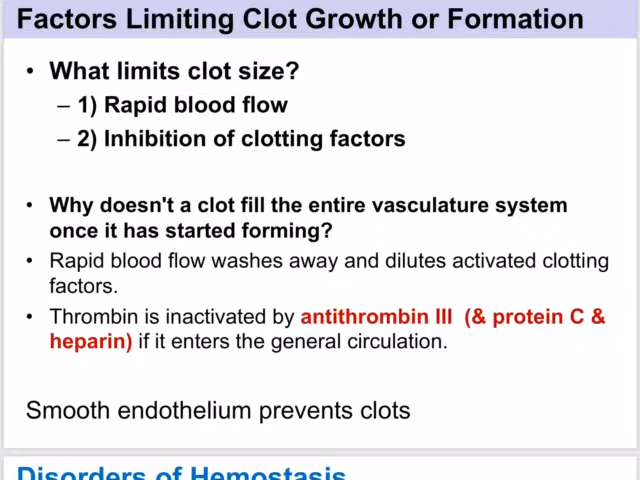 Factors Limiting Clot Growth or Formation
• What limits clot size?
– 1) Rapid blood flow
– 2) Inhibition of clotting factors
• Why doesn't a clot fill the entire vasculature system
once it has started forming?
• Rapid blood flow washes away and dilutes activated clotting
factors.
• Thrombin is inactivated by antithrombin III (& protein C &
heparin) if it enters the general circulation.
Smooth endothelium prevents clots
Disorders of Hemostasis